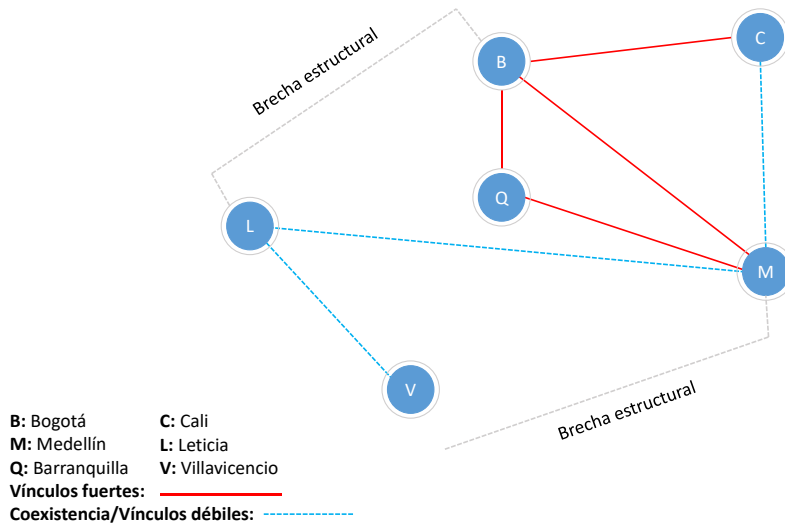 Brecha estructural
B
C
Q
L
M
V
Brecha estructural
B: Bogotá
C: Cali
M: Medellín
L: Leticia
Q: Barranquilla
V: Villavicencio
Vínculos fuertes:
Coexistencia/Vínculos débiles: